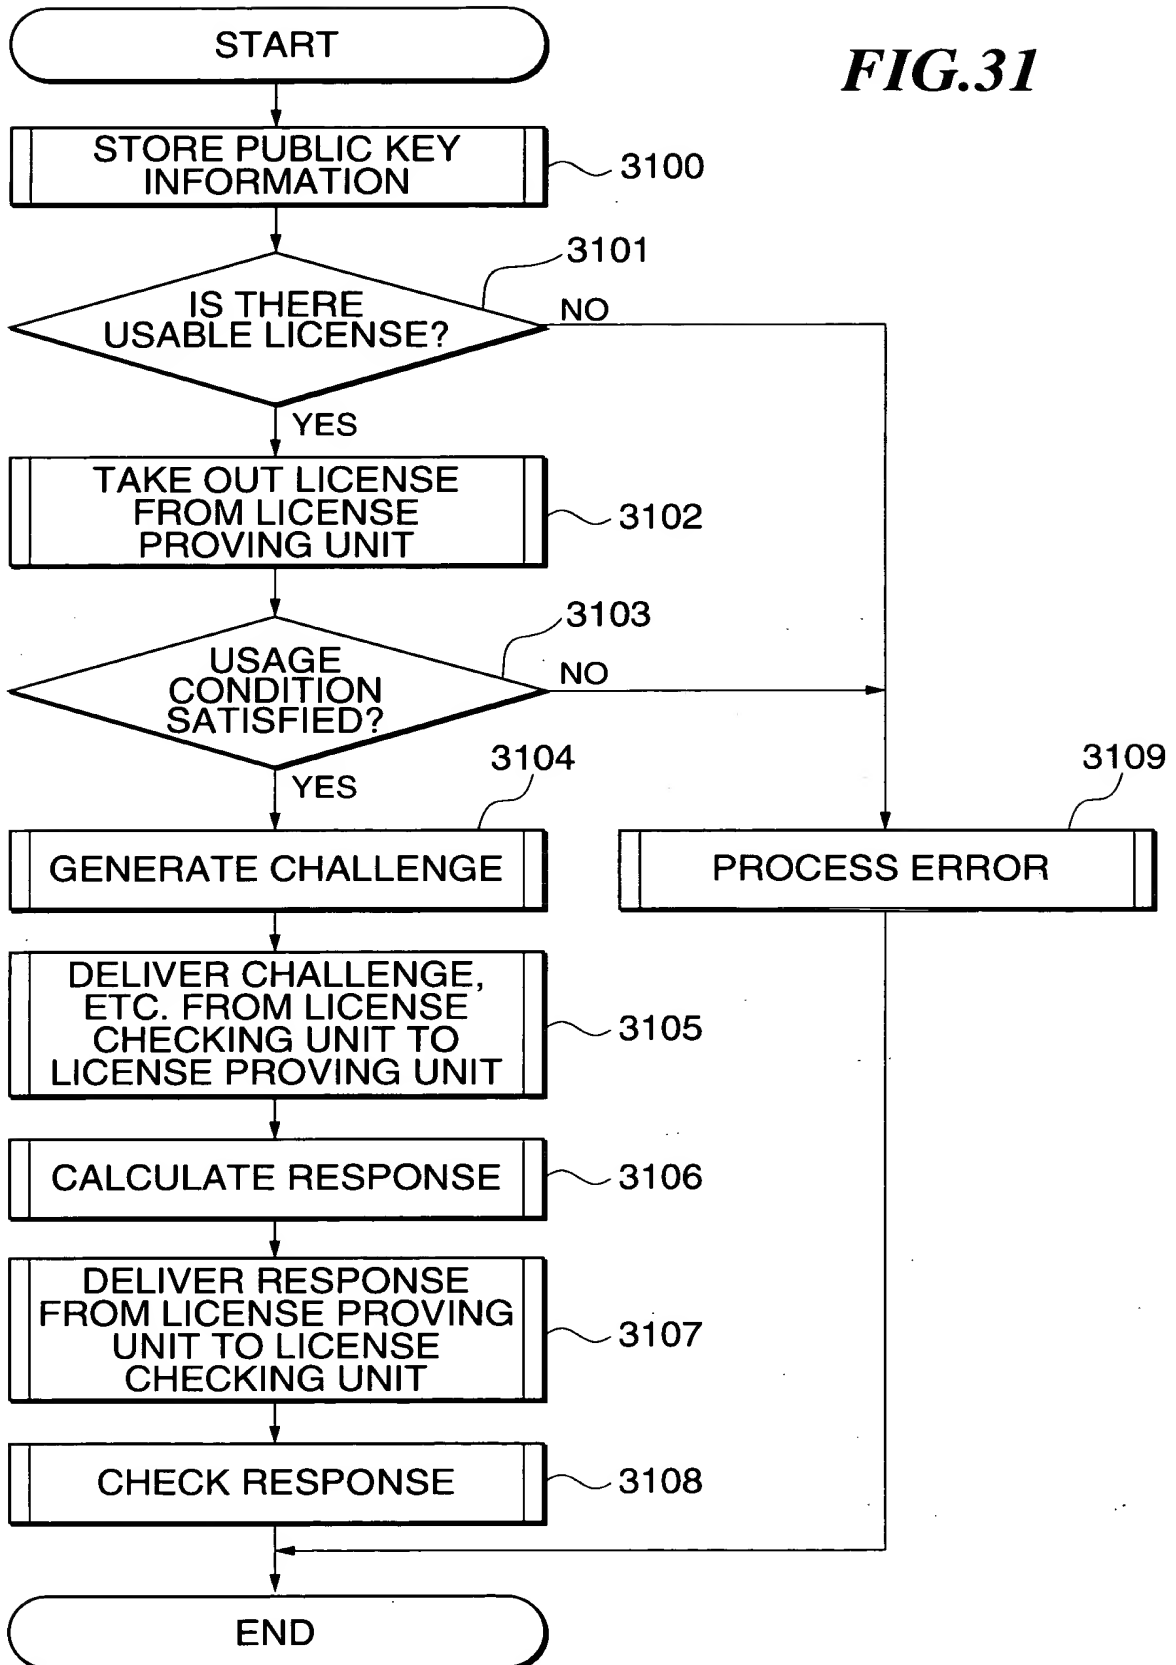 START
FIG.31
STORE PUBLIC KEY
INFORMATION
3100
3101
IS THERE
USABLE LICENSE?
NO
YES
TAKE OUT LICENSE
FROM LICENSE
PROVING UNIT
3102
3103
USAGE
CONDITION
SATISFIED?
NO
YES
3104
3109
GENERATE CHALLENGE
PROCESS ERROR
DELIVER CHALLENGE,
ETC. FROM LICENSE
CHECKING UNIT TO
LICENSE PROVING UNIT
3105
CALCULATE RESPONSE
3106
DELIVER RESPONSE
FROM LICENSE PROVING
UNIT TO LICENSE
CHECKING UNIT
3107
CHECK RESPONSE
3108
END